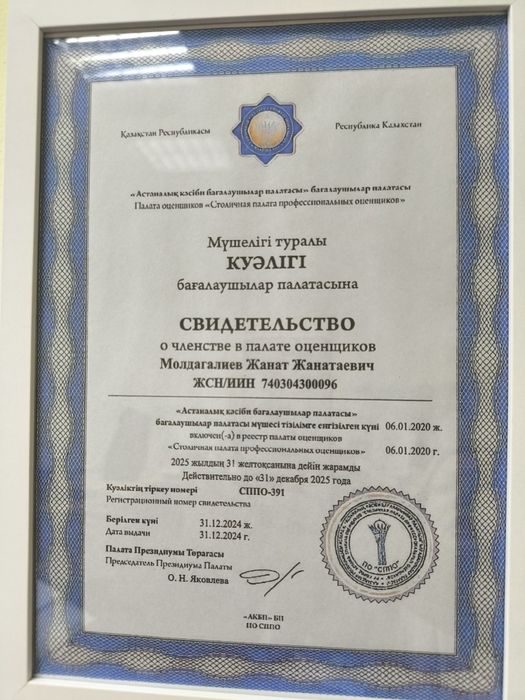 Қазақстан Республикасы
Республика Казахстан
«Астаналық кәсіби бағалаушылар палатасы» бағалаушылар палатасы
Палата оценщиков «Столичная палата профессиональных оценщиков»
Мүшелігі туралы
КУӘЛІГІ
бағалаушылар палатасына
СВИДЕТЕЛЬСТВО
о членстве в палате оценщиков
Молдагалиев Жанат Жанатаевич
ЖСН/ИИН 740304300096
«Астаналық кәсіби бағалаушылар палатасы»
бағалаушылар палатасы мүшесі тізілімге енгізілген күні 06.01.2020 ж.
включен(-а) в реестр палаты оценщиков
«Столичная палата профессиональных оценщиков» 06.01.2020 г.
2025 жылдың 31 желтоқсанына дейін жарамды
Действительно до «31» декабря 2025 года
Куәліктің тіркеу номері СППО-391
Регистрационный номер свидетельства
Берілген күні 31.12.2024 ж.
Дата выдачи 31.12.2024 г.
Палата Президиумы Төрағасы
Председатель Президиума Палаты
О. Н. Яковлева
ПО "СППО"
«АКБП» БП
ПО СППО